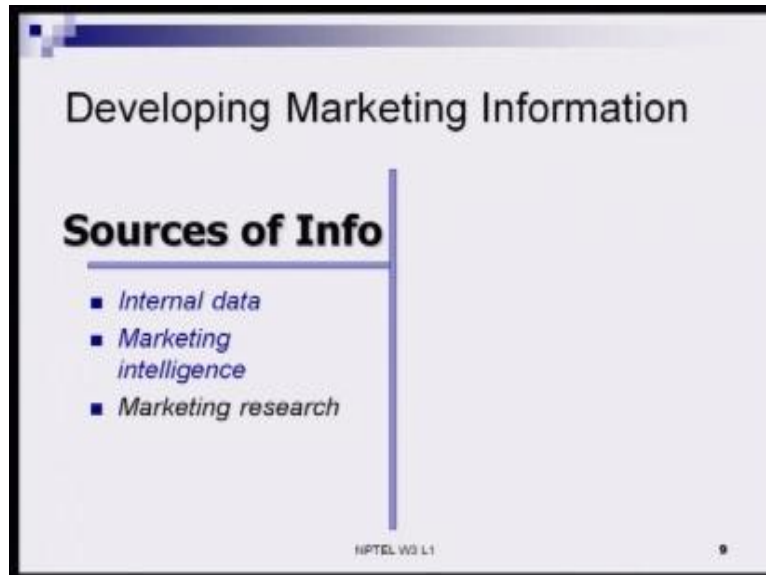 Developing Marketing Information
Sources of Info
Internal data
Marketing
intelligence
Marketing research
NPTEL W3 L1
9